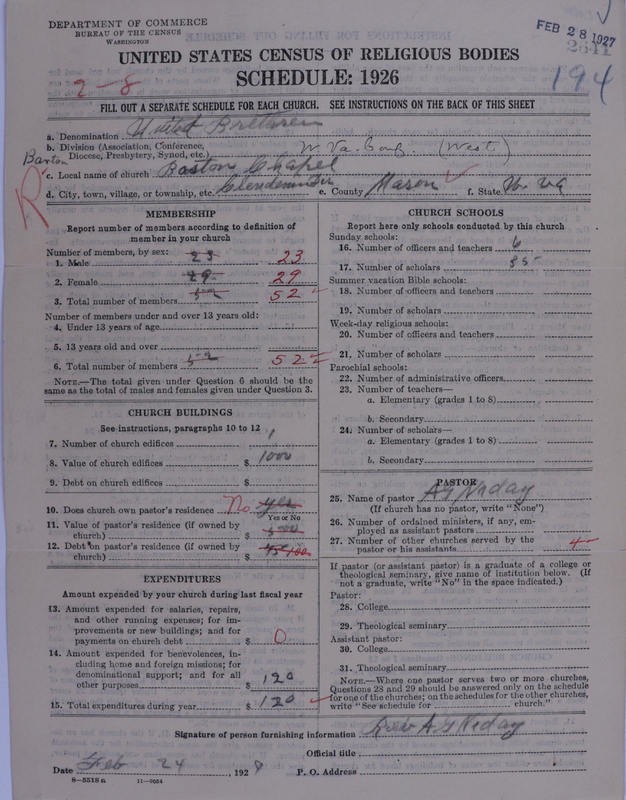 DEPARTMENT OF COMMERCE
BUREAU OF THE CENSUS
WASHINGTON
FEB 28 1927
2641
194
UNITED STATES CENSUS OF RELIGIOUS BODIES
SCHEDULE: 1926
2-8
FILL OUT A SEPARATE SCHEDULE FOR EACH CHURCH. SEE INSTRUCTIONS ON THE BACK OF THIS SHEET
a. Denomination United Brethren
b. Division (Association, Conference, Diocese, Presbytery, Synod, etc.) W. Va. Conf. (West.)
Baxton
c. Local name of church Baston Chapel
R
d. City, town, village, or township, etc. Clendennin e. County Mason f. State W. Va
MEMBERSHIP
Report number of members according to definition of member in your church
Number of members, by sex:
1. Male 23 23
2. Female 29 29
3. Total number of members 52 52
Number of members under and over 13 years old:
4. Under 13 years of age
5. 13 years old and over
6. Total number of members 52 52
NOTE.—The total given under Question 6 should be the same as the total of males and females given under Question 3.
CHURCH BUILDINGS
See instructions, paragraphs 10 to 12
7. Number of church edifices 1
8. Value of church edifices $ 1000
9. Debt on church edifices $
10. Does church own pastor's residence No yes
Yes or No
11. Value of pastor's residence (if owned by church) $
12. Debt on pastor's residence (if owned by church) $
EXPENDITURES
Amount expended by your church during last fiscal year
13. Amount expended for salaries, repairs, and other running expenses; for improvements or new buildings; and for payments on church debt $ 0
14. Amount expended for benevolences, including home and foreign missions; for denominational support; and for all other purposes $ 120
15. Total expenditures during year $ 120
CHURCH SCHOOLS
Report here only schools conducted by this church
Sunday schools:
16. Number of officers and teachers 6
17. Number of scholars 35
Summer vacation Bible schools:
18. Number of officers and teachers
19. Number of scholars
Week-day religious schools:
20. Number of officers and teachers
21. Number of scholars
Parochial schools:
22. Number of administrative officers
23. Number of teachers—
a. Elementary (grades 1 to 8)
b. Secondary
24. Number of scholars—
a. Elementary (grades 1 to 8)
b. Secondary
PASTOR
25. Name of pastor A G Neday
(If church has no pastor, write "None")
26. Number of ordained ministers, if any, employed as assistant pastors
27. Number of other churches served by the pastor or his assistants 4
If pastor (or assistant pastor) is a graduate of a college or theological seminary, give name of institution below. (If not a graduate, write "No" in the space indicated.)
Pastor:
28. College
29. Theological seminary
Assistant pastor:
30. College
31. Theological seminary
NOTE.—Where one pastor serves two or more churches, Questions 28 and 29 should be answered only on the schedule for one of the churches; on schedules for the other churches, write "See schedule for church."
Signature of person furnishing information Rev A G Neday
Official title
Date Feb 24, 192
P. O. Address
8-5518 a 11-9054